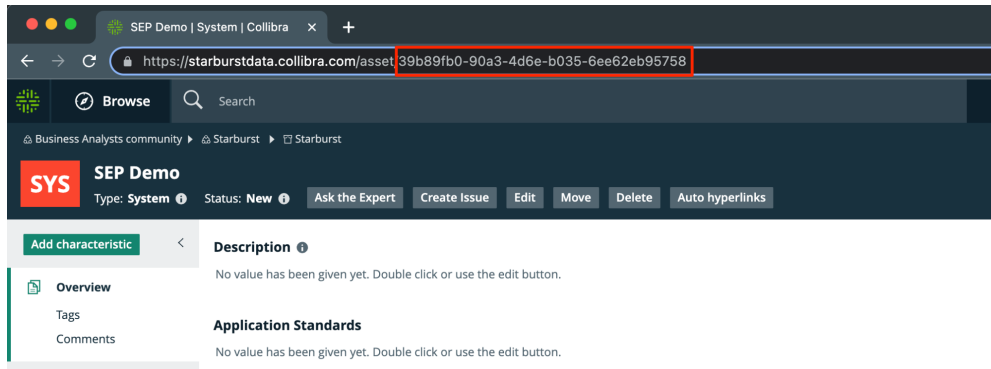 SEP Demo | System | Collibra × +
https://starburstdata.collibra.com/asset/39b89fb0-90a3-4d6e-b035-6ee62eb95758
Browse Search
Business Analysts community Starburst Starburst
SYS SEP Demo
Type: System Status: New Ask the Expert Create Issue Edit Move Delete Auto hyperlinks
Add characteristic
Description
No value has been given yet. Double click or use the edit button.
Overview
Tags
Application Standards
Comments
No value has been given yet. Double click or use the edit button.